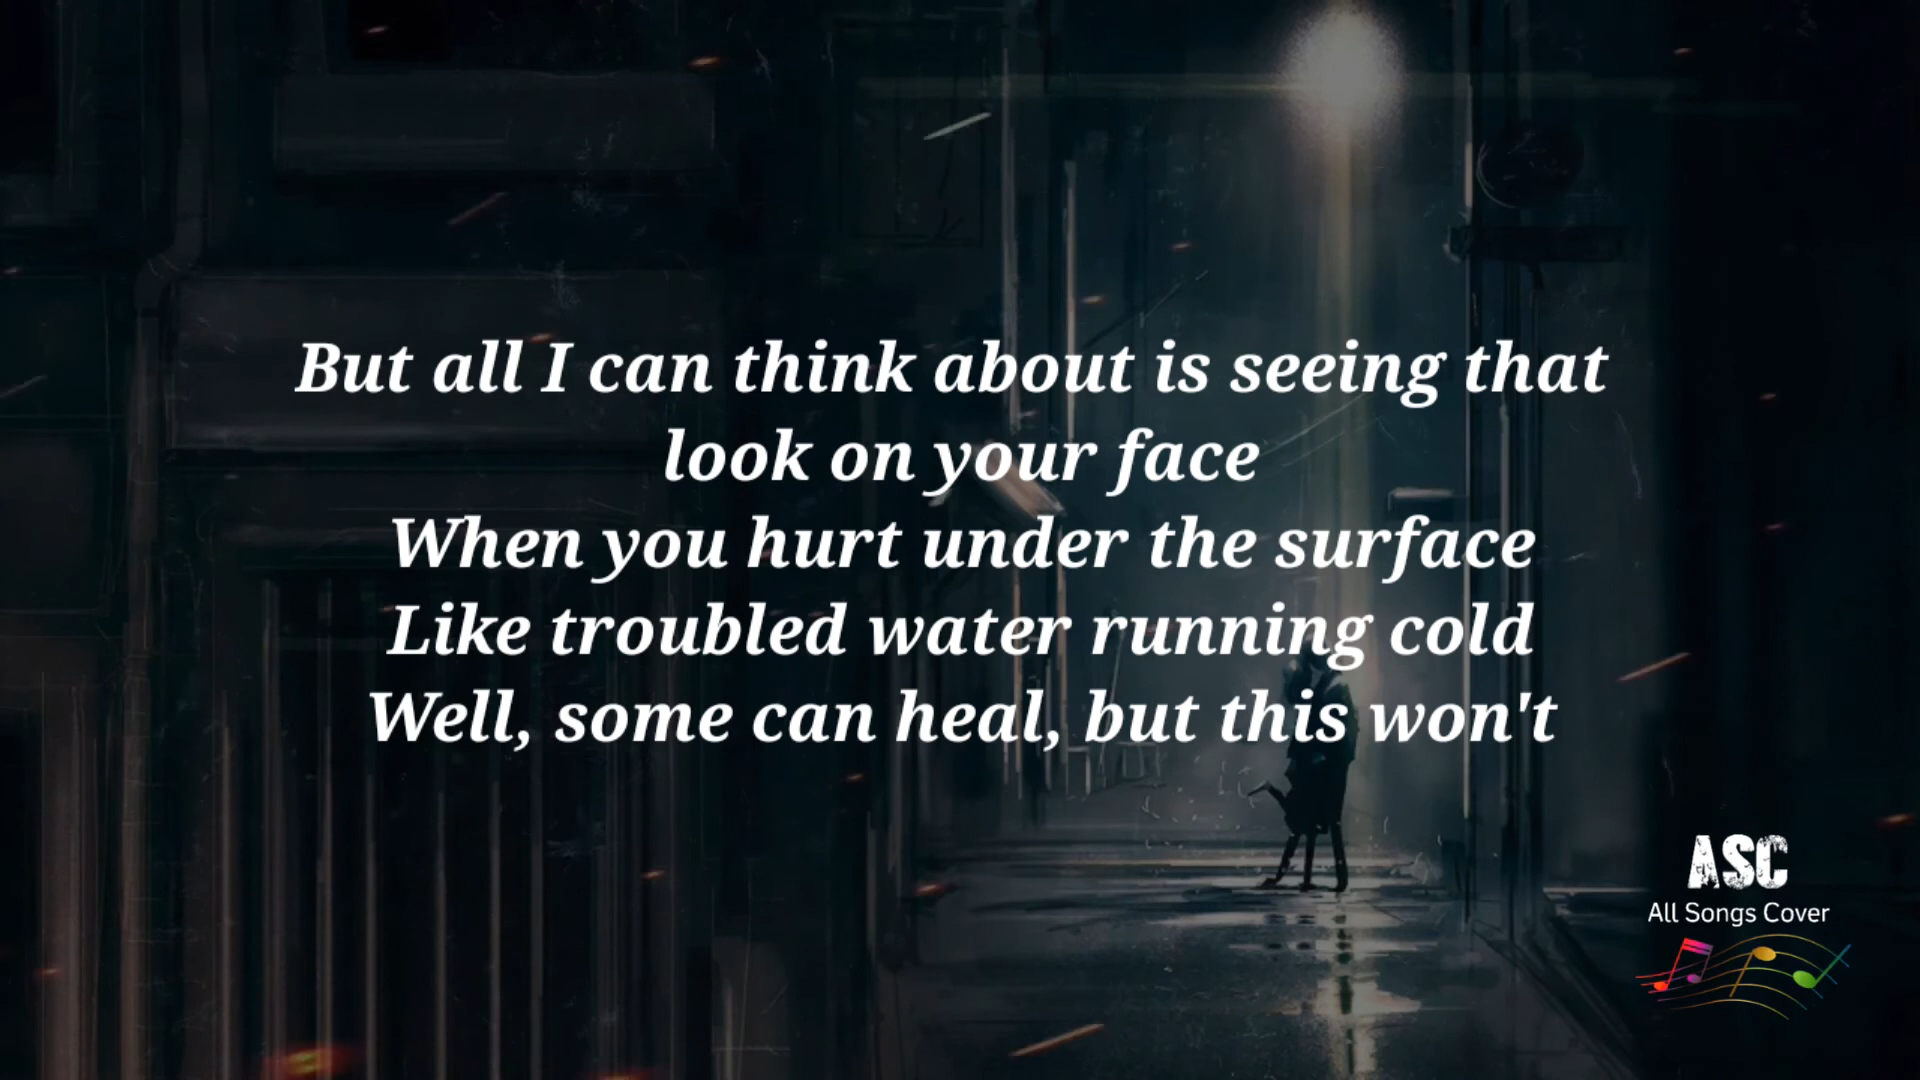 But all I can think about is seeing that
look on your face
When you hurt under the surface
Like troubled water running cold
Well, some can heal, but this won't
ASC
All Songs Cover